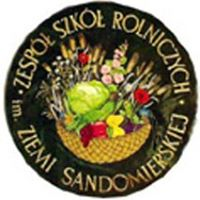 ZESPÓŁ SZKÓŁ ROLNICZYCH
im. ZIEMI SANDOMIERSKIEJ